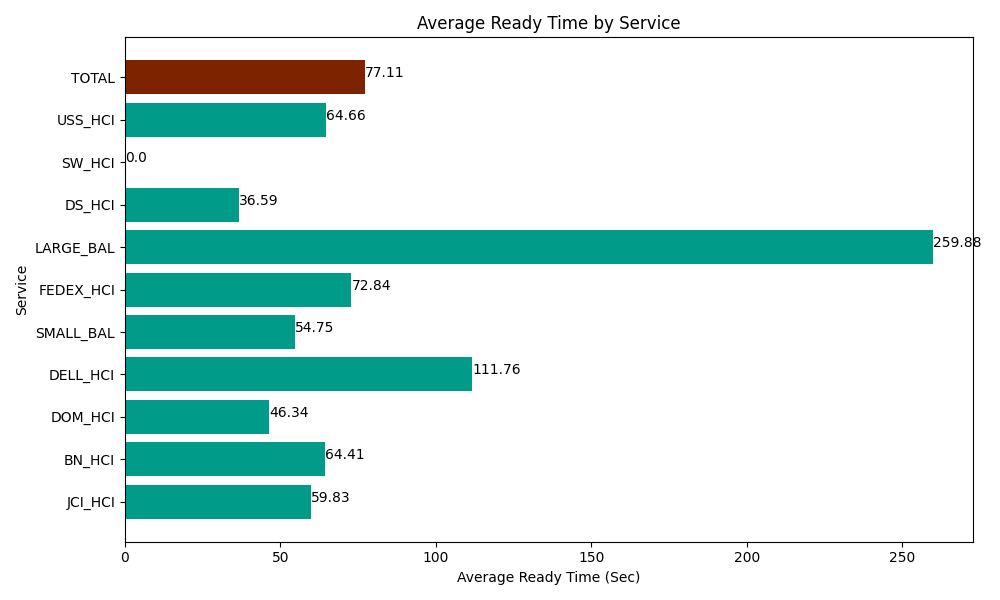 Average Ready Time by Service
Service
TOTAL 77.11
USS_HCI 64.66
SW_HCI 0.0
DS_HCI 36.59
LARGE_BAL 259.88
FEDEX_HCI 72.84
SMALL_BAL 54.75
DELL_HCI 111.76
DOM_HCI 46.34
BN_HCI 64.41
JCI_HCI 59.83
0 50 100 150 200 250
Average Ready Time (Sec)